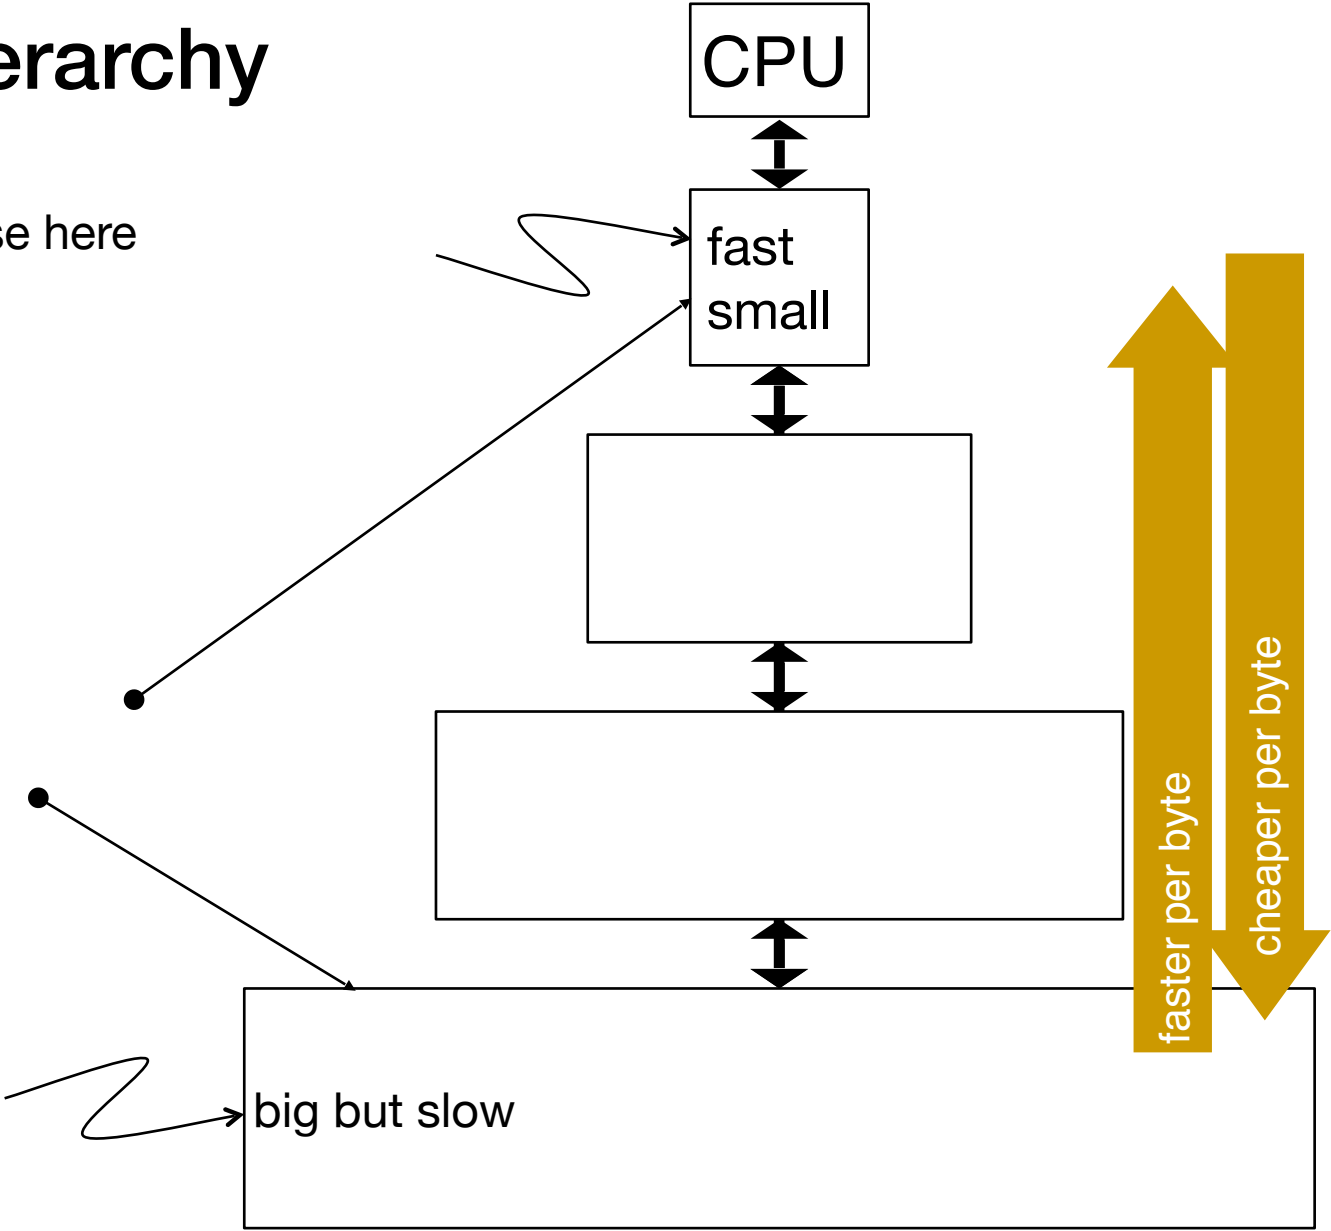 erarchy
CPU
se here
fast
small
faster per byte
cheaper per byte
big but slow